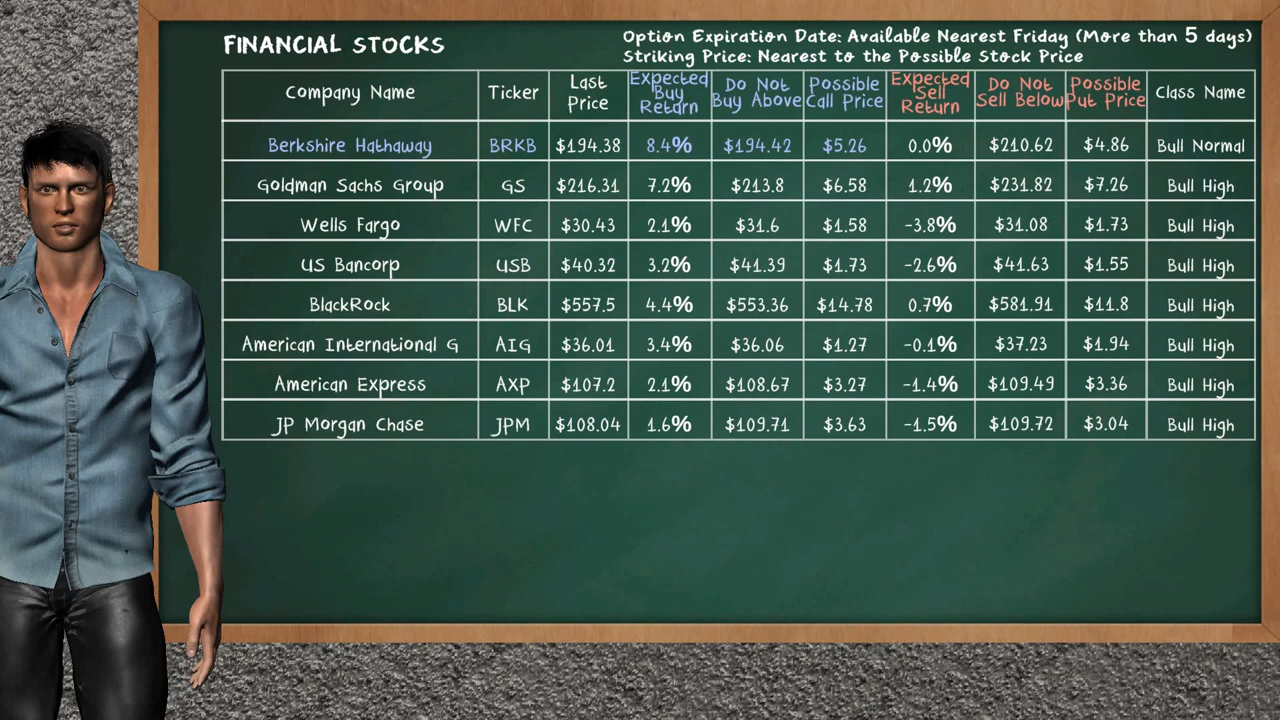 FINANCIAL STOCKS
Option Expiration Date: Available Nearest Friday (More than 5 days)
Striking Price: Nearest to the Possible Stock Price
Company Name Ticker Last Price Expected Buy Return Do Not Buy Above Possible Call Price Expected Sell Return Do Not Sell Below Possible Put Price Class Name
Berkshire Hathaway BRKB $194.38 8.4% $194.42 $5.26 0.0% $210.62 $4.86 Bull Normal
Goldman Sachs Group GS $216.31 7.2% $213.8 $6.58 1.2% $231.82 $7.26 Bull High
Wells Fargo WFC $30.43 2.1% $31.6 $1.58 -3.8% $31.08 $1.73 Bull High
US Bancorp USB $40.32 3.2% $41.39 $1.73 -2.6% $41.63 $1.55 Bull High
BlackRock BLK $557.5 4.4% $553.36 $14.78 0.7% $581.91 $11.8 Bull High
American International G AIG $36.01 3.4% $36.06 $1.27 -0.1% $37.23 $1.94 Bull High
American Express AXP $107.2 2.1% $108.67 $3.27 -1.4% $109.49 $3.36 Bull High
JP Morgan Chase JPM $108.04 1.6% $109.71 $3.63 -1.5% $109.72 $3.04 Bull High